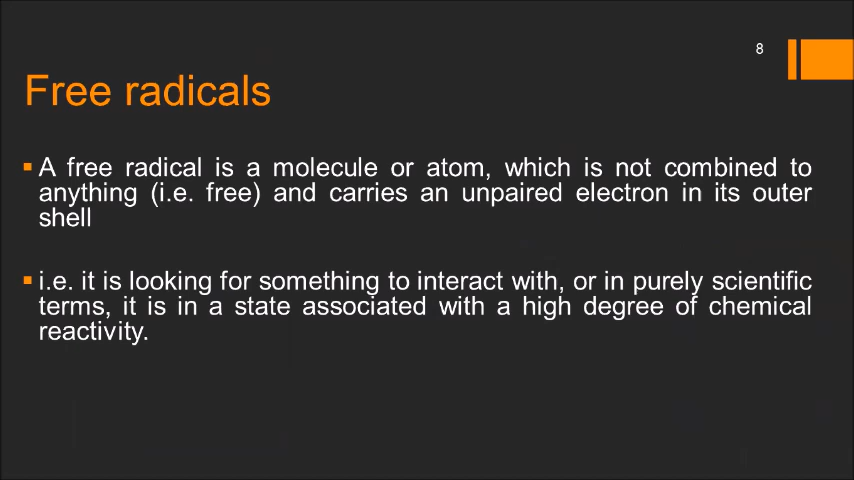 8
Free radicals
▪ A free radical is a molecule or atom, which is not combined to
anything (i.e. free) and carries an unpaired electron in its outer
shell
▪ i.e. it is looking for something to interact with, or in purely scientific
terms, it is in a state associated with a high degree of chemical
reactivity.